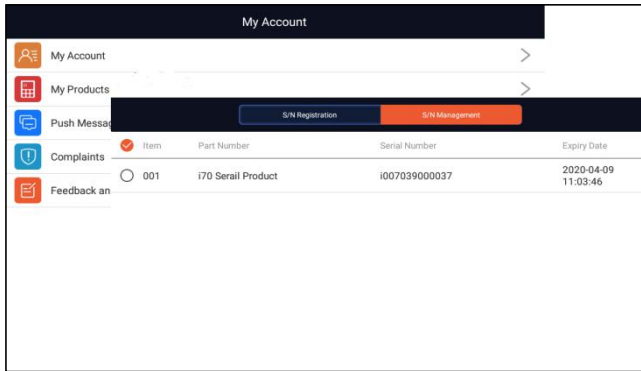 My Account
My Account
My Products
Push Messag
S/N Registration
S/N Management
Item Part Number Serial Number Expiry Date
Complaints
001 i70 Serail Product i007039000037 2020-04-09
11:03:46
Feedback an